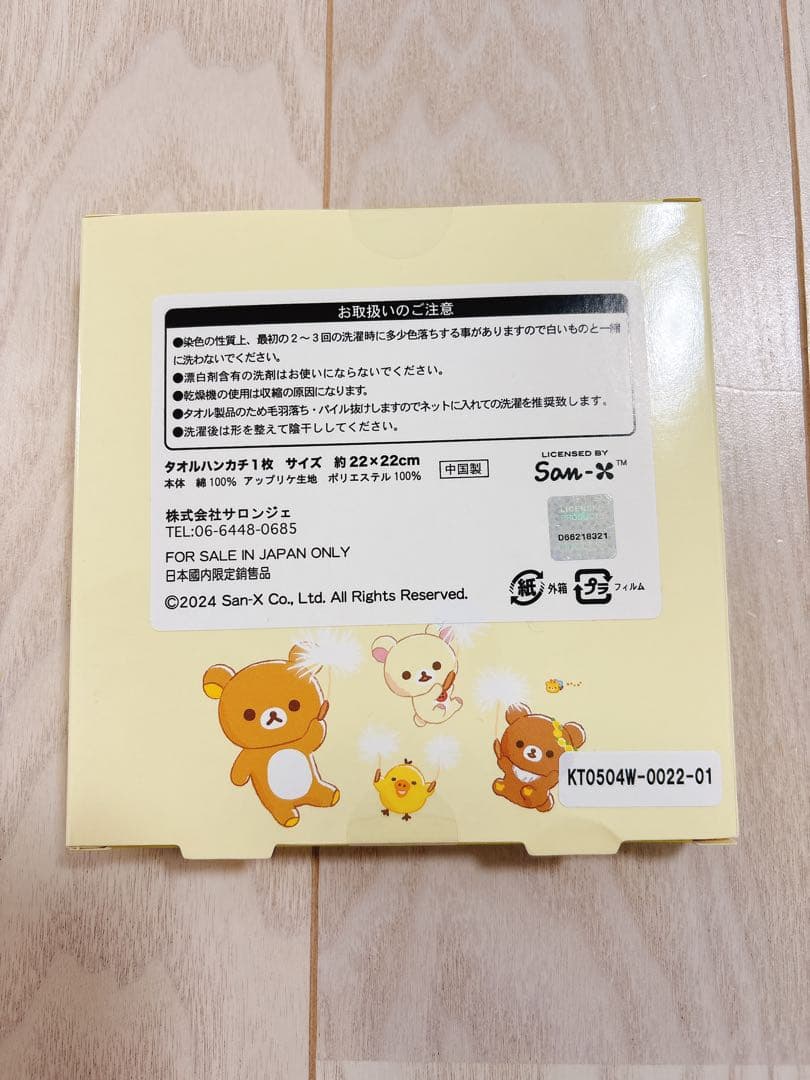 お取扱いのご注意
●染色の性質上、最初の2～3回の洗濯時に多少色落ちする事がありますので白いものと一緒
に洗わないでください。
●漂白剤含有の洗剤はお使いにならないでください。
●乾燥機の使用は収縮の原因になります。
●タオル製品のため毛羽落ち・パイル抜けしますのでネットに入れての洗濯を推奨致します。
●洗濯後は形を整えて陰干ししてください。
タオルハンカチ1枚 サイズ 約22×22cm
本体 綿100% アップリケ生地 ポリエステル100%
中国製
LICENSED BY
San-X™
株式会社サロンジェ
TEL:06-6448-0685
LICENSED
PRODUCT
D66218321
FOR SALE IN JAPAN ONLY
日本國内限定銷售品
紙 外箱 プラ フィルム
©2024 San-X Co., Ltd. All Rights Reserved.
KT0504W-0022-01